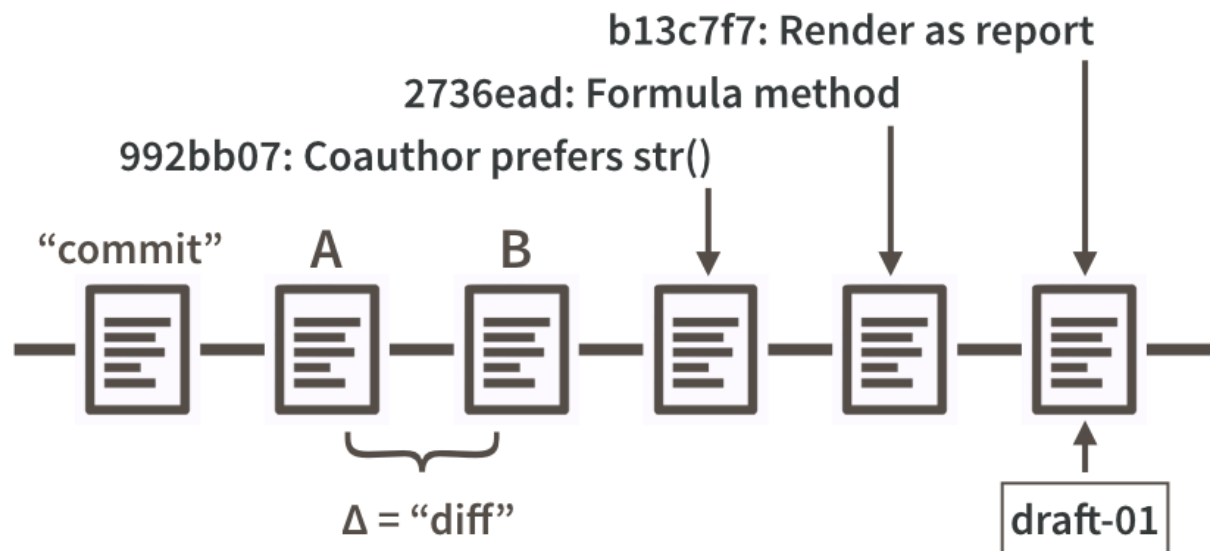 b13c7f7: Render as report
2736ead: Formula method
992bb07: Coauthor prefers str()
“commit”
A
B
Δ = “diff”
draft-01